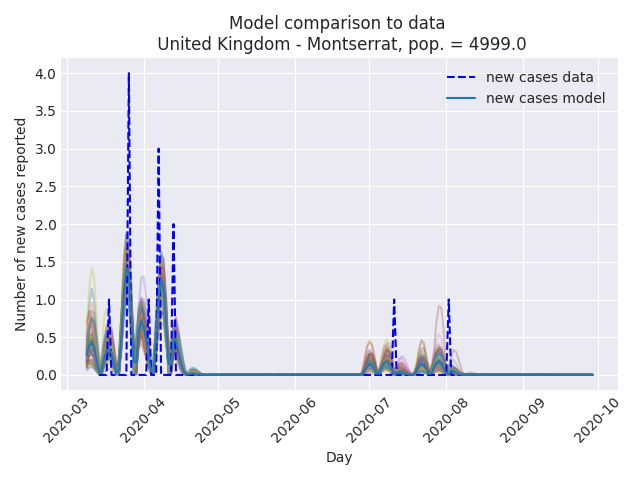 Model comparison to data
United Kingdom - Montserrat, pop. = 4999.0
new cases data
new cases model
Number of new cases reported
4.0
3.5
3.0
2.5
2.0
1.5
1.0
0.5
0.0
2020-03
2020-04
2020-05
2020-06
2020-07
2020-08
2020-09
2020-10
Day